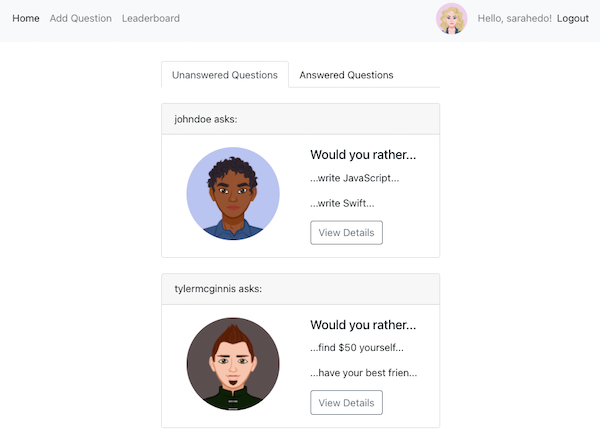 Home Add Question Leaderboard Hello, sarahedo! Logout
Unanswered Questions Answered Questions
johndoe asks:
Would you rather...
...write JavaScript...
...write Swift...
View Details
tylermcginnis asks:
Would you rather...
...find $50 yourself...
...have your best frien...
View Details